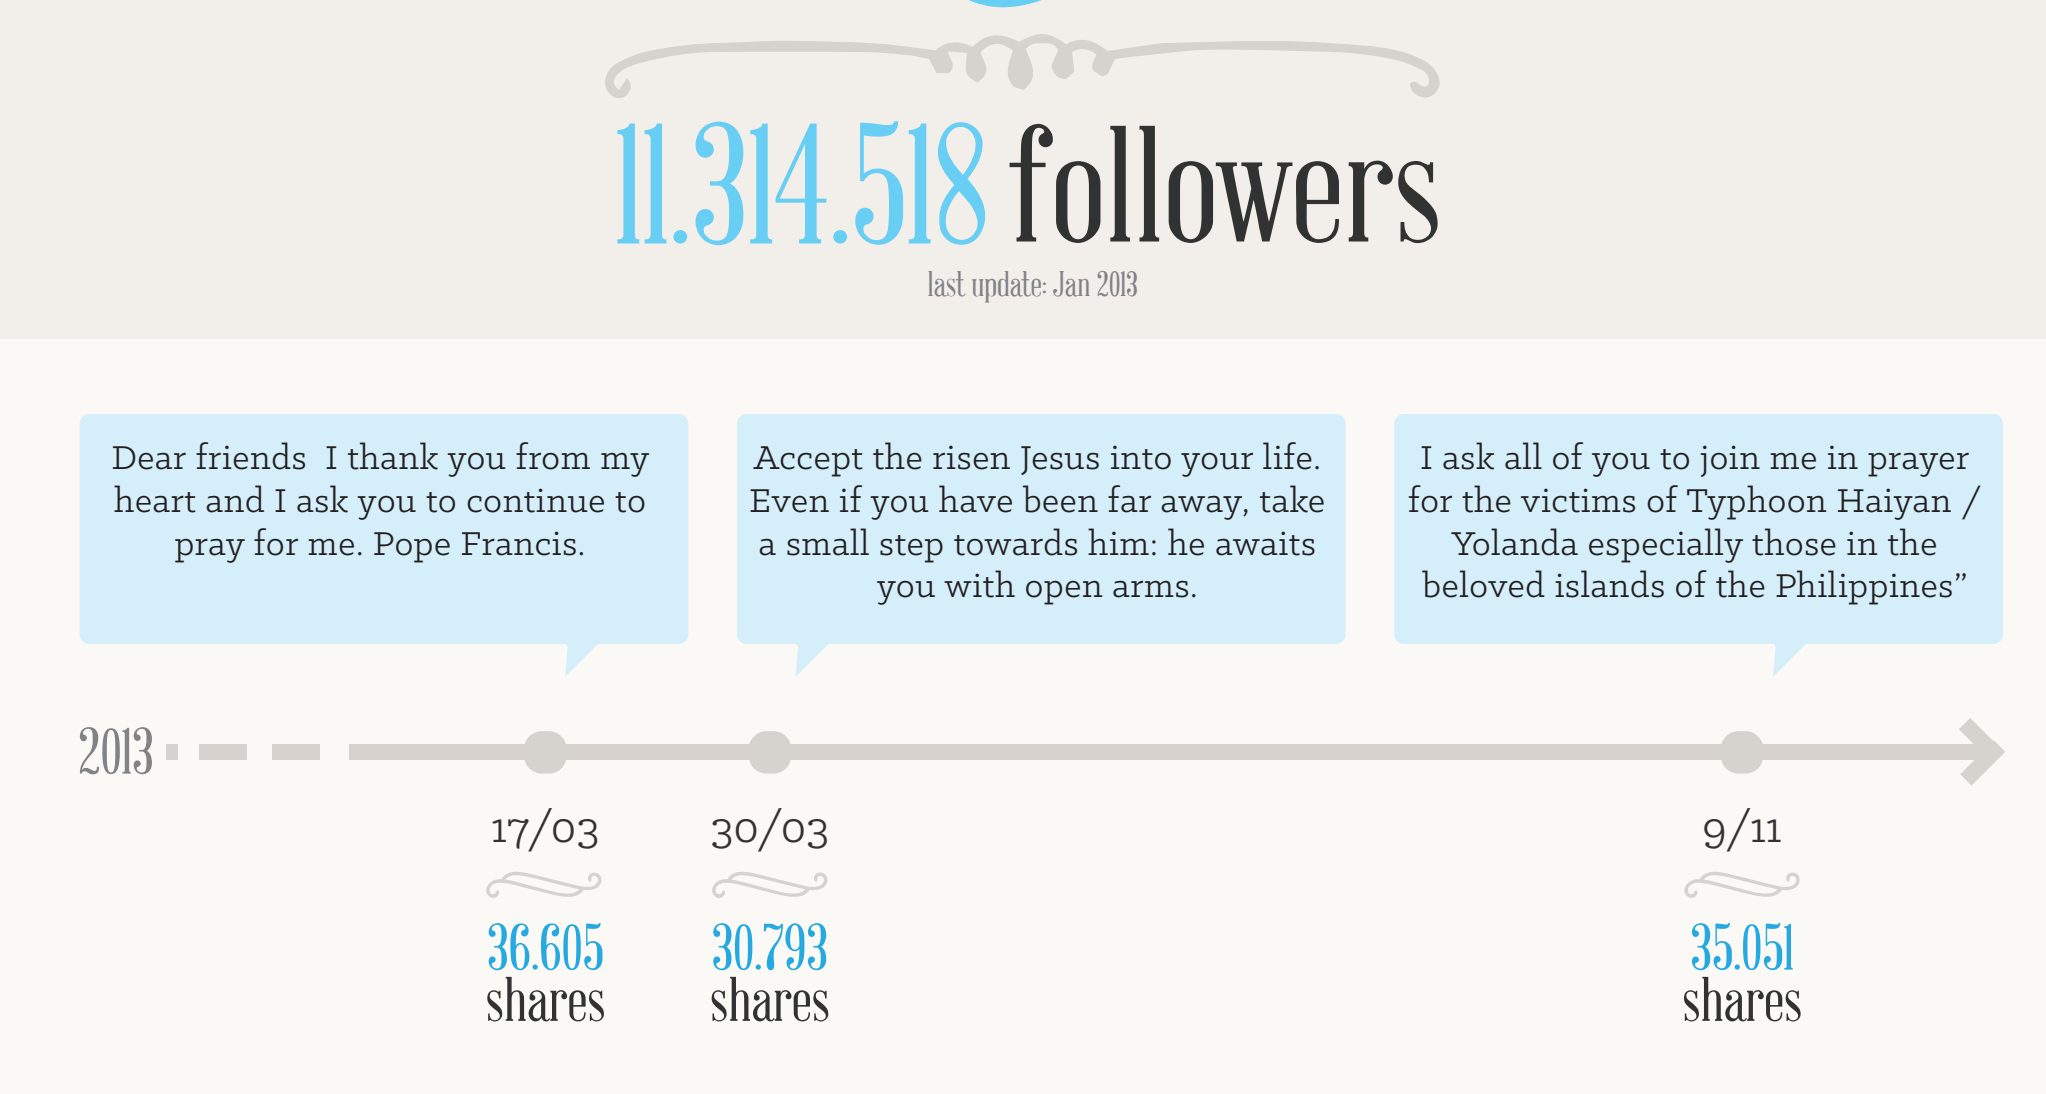 11.314.518 followers
last update: Jan 2013
Dear friends  I thank you from my
heart and I ask you to continue to
pray for me. Pope Francis.
Accept the risen Jesus into your life.
Even if you have been far away, take
a small step towards him: he awaits
you with open arms.
I ask all of you to join me in prayer
for the victims of Typhoon Haiyan /
Yolanda especially those in the
beloved islands of the Philippines”
2013
17/03
36.605
shares
30/03
30.793
shares
9/11
35.051
shares